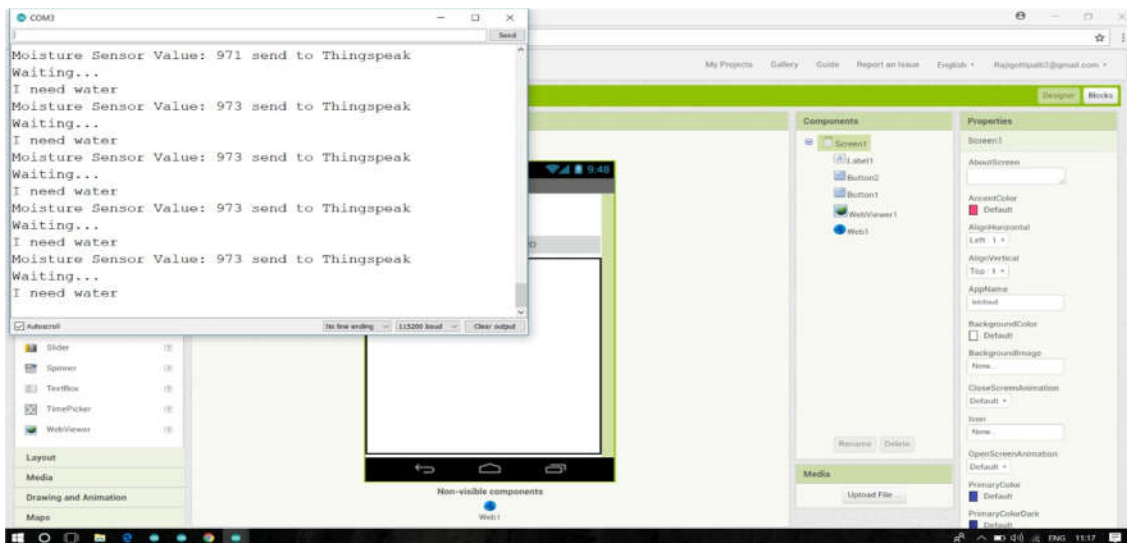 COM3
Send
Moisture Sensor Value: 971 send to Thingspeak
Waiting...
I need water
Moisture Sensor Value: 973 send to Thingspeak
Waiting...
I need water
Moisture Sensor Value: 973 send to Thingspeak
Waiting...
I need water
Moisture Sensor Value: 973 send to Thingspeak
Waiting...
I need water
Moisture Sensor Value: 973 send to Thingspeak
Waiting...
I need water
Autoscroll
No line ending
115200 baud
Clear output
My Projects
Gallery
Guide
Report an Issue
English
Designer
Blocks
9:48
Slider
Spinner
TextBox
TimePicker
WebViewer
Layout
Media
Drawing and Animation
Maps
Non-visible components
Web1
Components
Screen1
Label1
Button2
Button1
WebViewer1
Web1
Rename
Delete
Media
Upload File ...
Properties
Screen1
AboutScreen
AccentColor
Default
AlignHorizontal
Left : 1
AlignVertical
Top : 1
AppName
BackgroundColor
Default
BackgroundImage
None...
CloseScreenAnimation
Default
Icon
None...
OpenScreenAnimation
Default
PrimaryColor
Default
PrimaryColorDark
Default
ENG
11:17